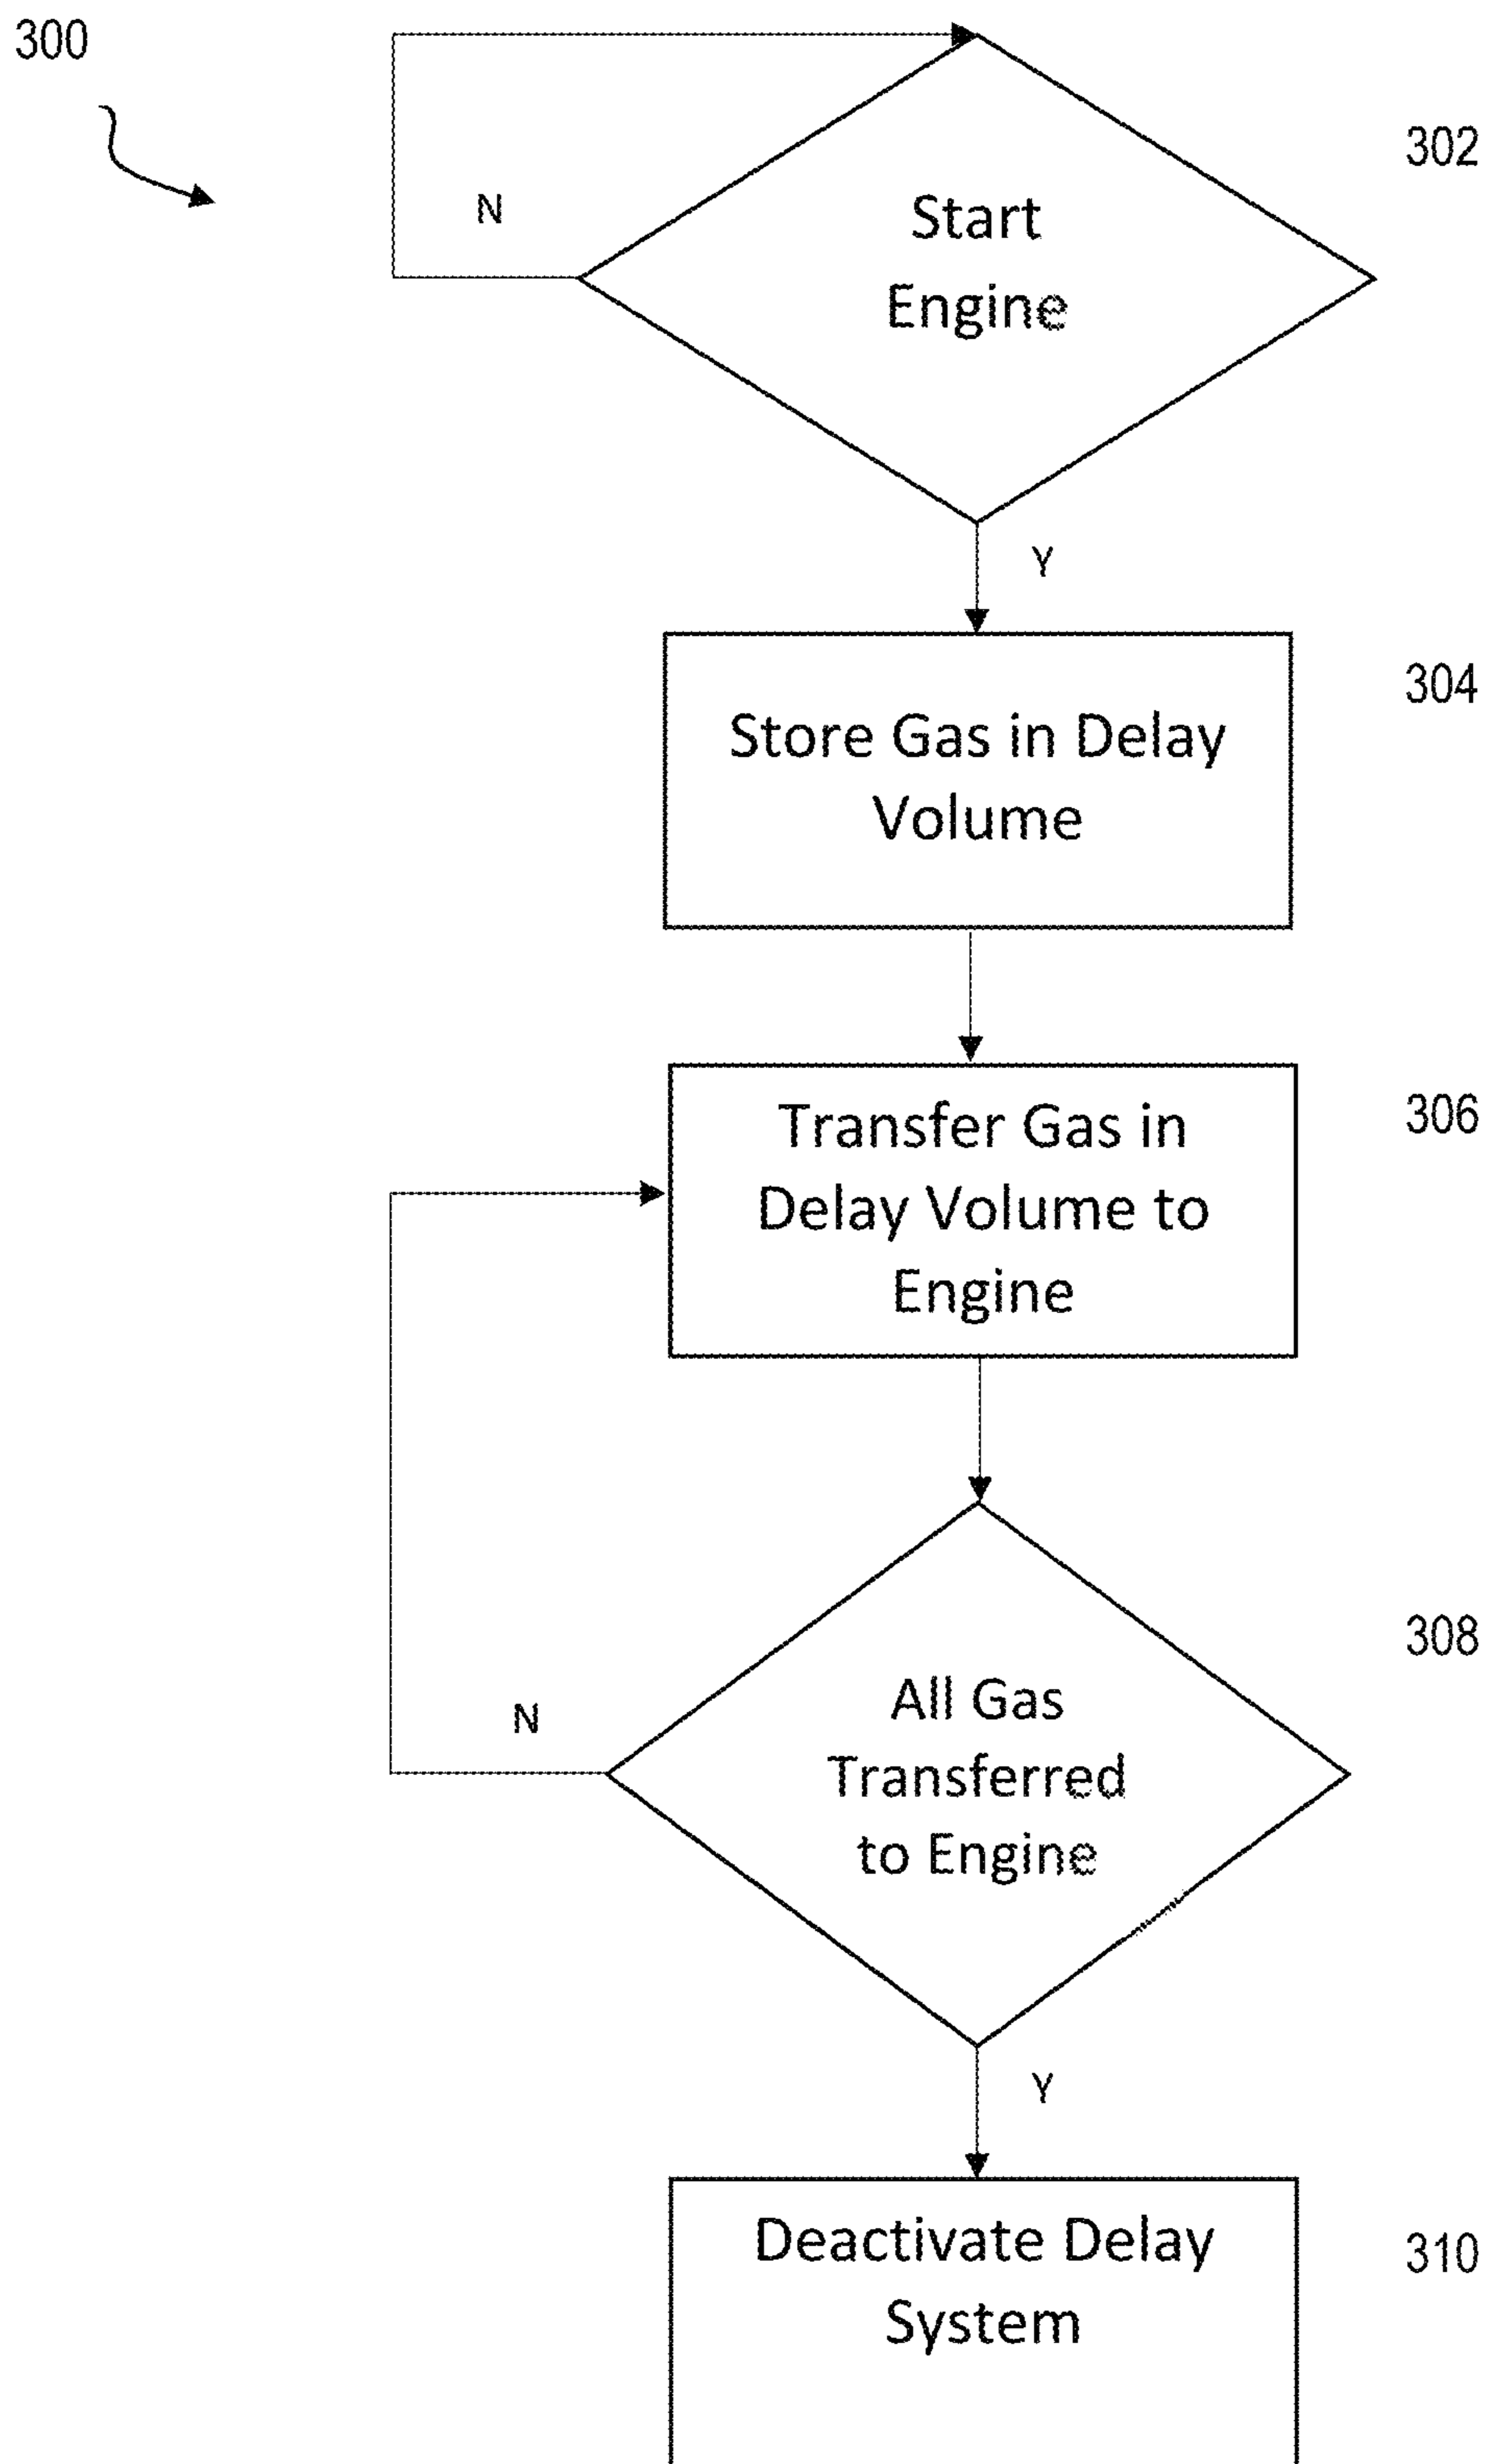 300
302
Start
Engine
N
Y
304
Store Gas in Delay
Volume
306
Transfer Gas in
Delay Volume to
Engine
308
All Gas
Transferred
to Engine
N
Y
310
Deactivate Delay
System